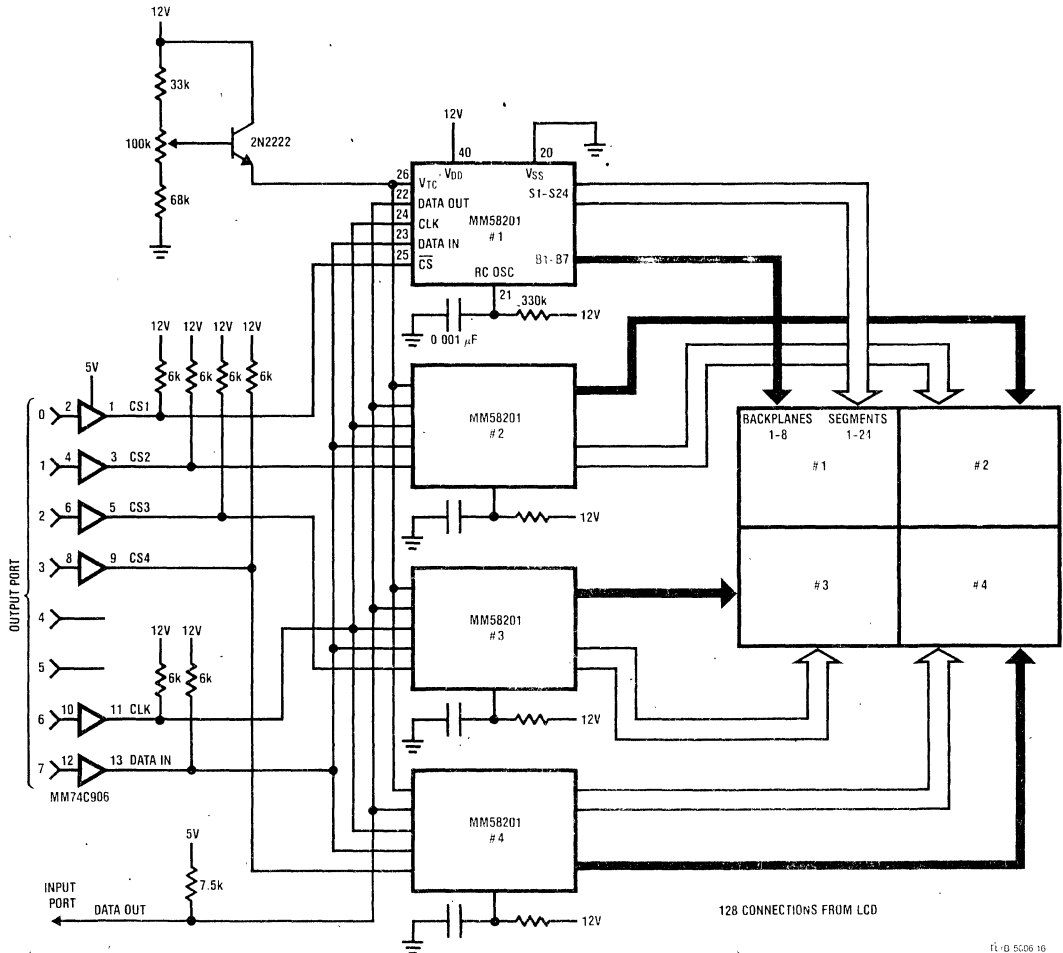 12V
33k
100k
2N2222
68k
12V
40
20
26 VTC
VDD
VSS
22 DATA OUT
S1-S24
24 CLK
MM58201
23 DATA IN
#1
25 CS
B1-B7
RC OSC
21
330k
12V
0 001 µF
12V 12V 12V 12V
6k 6k 6k 6k
5V
0 2 1 CS1
1 4 3 CS2
2 6 5 CS3
3 8 9 CS4
4
5
12V 12V
6k 6k
6 10 11 CLK
7 12 13 DATA IN
MM74C906
OUTPUT PORT
MM58201
#2
12V
MM58201
#3
12V
MM58201
#4
12V
BACKPLANES SEGMENTS
1-8 1-21
#1
#2
#3
#4
5V
7.5k
INPUT
PORT
DATA OUT
128 CONNECTIONS FROM LCD